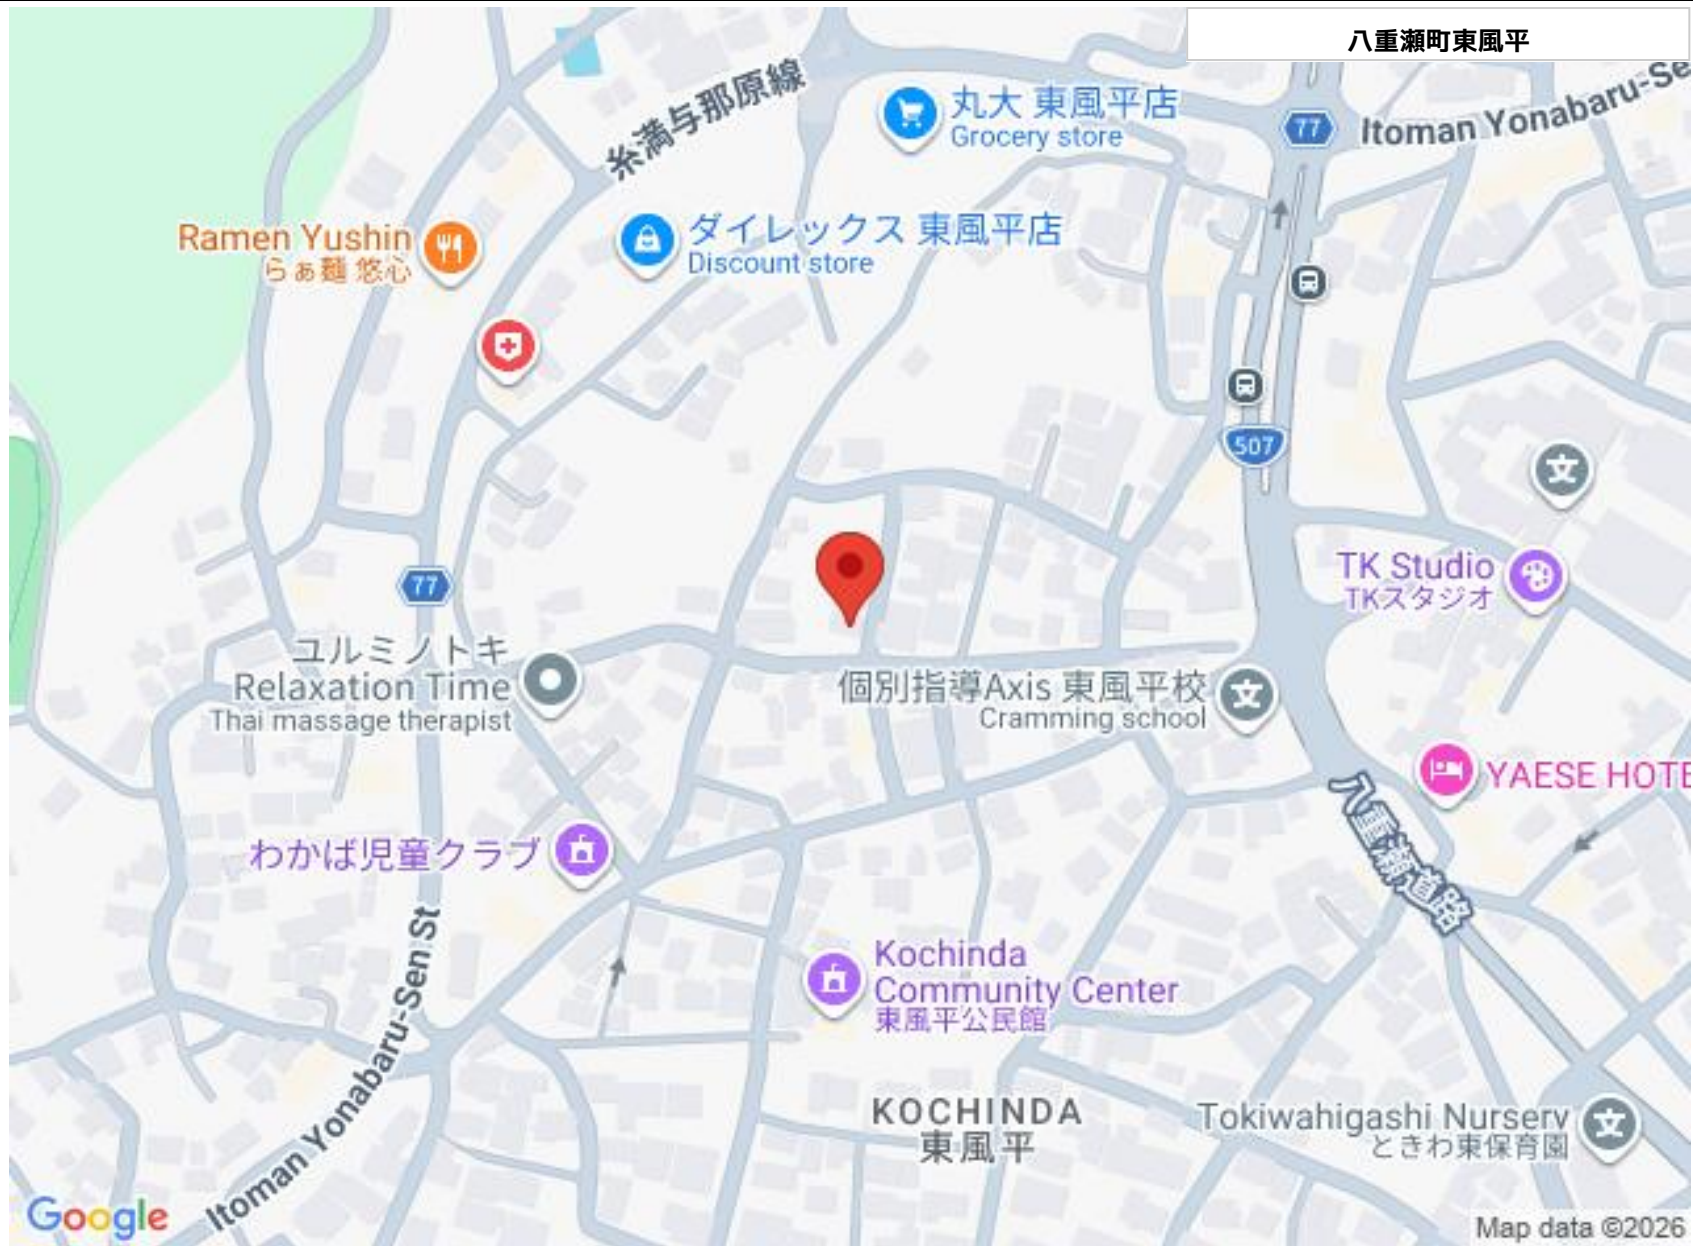 八重瀬町東風平
糸満与那原線
丸大 東風平店
Grocery store
77
Itoman Yonabaru-Se
Ramen Yushin
らぁ麺 悠心
ダイレックス 東風平店
Discount store
507
文
77
TK Studio
TKスタジオ
ユルミノトキ
Relaxation Time
Thai massage therapist
個別指導Axis 東風平校
Cramming school
文
YAESE HOTE
八重瀬道路
わかば児童クラブ
Itoman Yonabaru-Sen St
Kochinda
Community Center
東風平公民館
KOCHINDA
東風平
Tokiwahigashi Nurserv
ときわ東保育園
文
Google
Map data ©2026